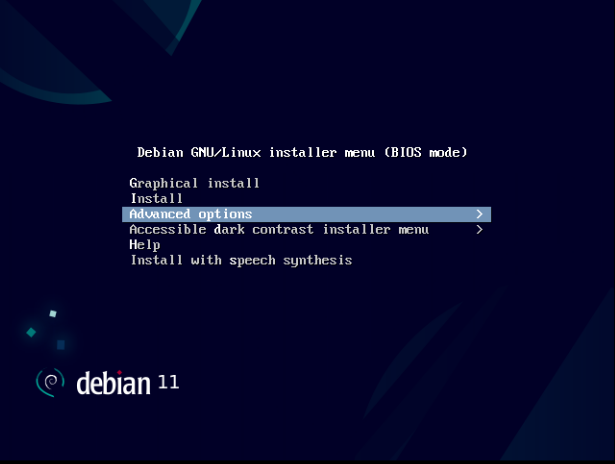 Debian GNU/Linux installer menu (BIOS mode)
Graphical install
Install
Advanced options >
Accessible dark contrast installer menu >
Help
Install with speech synthesis
debian 11